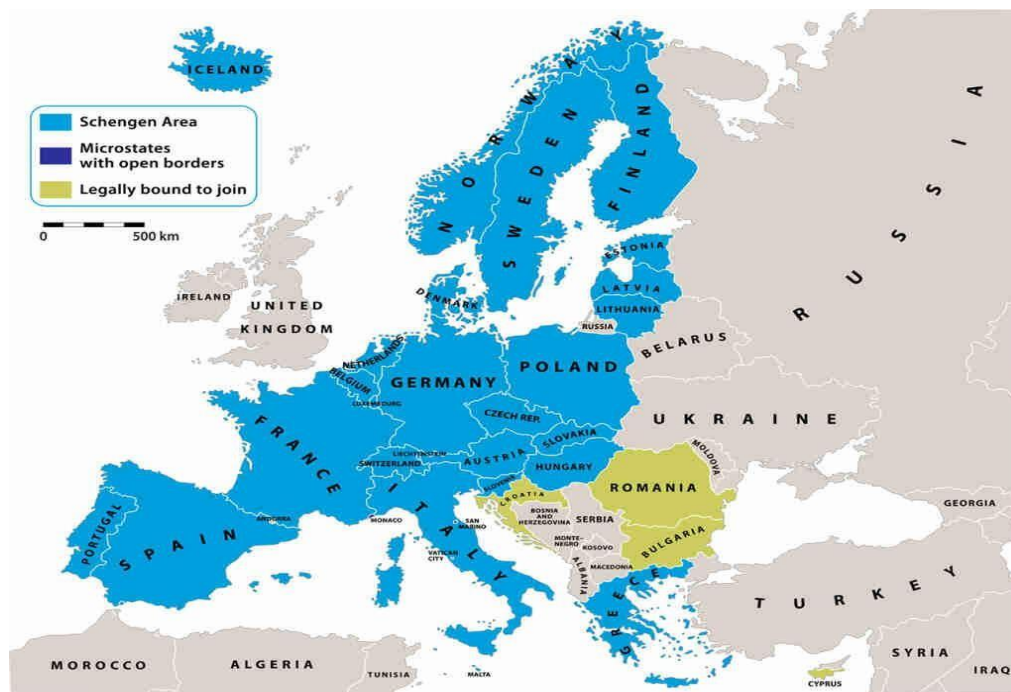 ICELAND
Schengen Area
Microstates
with open borders
Legally bound to join
0 500 km
NORWAY
SWEDEN
FINLAND
RUSSIA
ESTONIA
LATVIA
LITHUANIA
RUSSIA
DENMARK
IRELAND
UNITED
KINGDOM
NETHERLANDS
BELGIUM
LUXEMBOURG
GERMANY
POLAND
BELARUS
CZECH REP.
UKRAINE
FRANCE
LIECHTENSTEIN
SWITZERLAND
AUSTRIA
SLOVAKIA
HUNGARY
MOLDOVA
SLOVENIA
CROATIA
ROMANIA
PORTUGAL
SPAIN
ANDORRA
MONACO
ITALY
SAN
MARINO
VATICAN
CITY
BOSNIA
AND
HERZEGOVINA
SERBIA
MONTE-
NEGRO
KOSOVO
BULGARIA
MACEDONIA
ALBANIA
GREECE
GEORGIA
TURKEY
MOROCCO
ALGERIA
TUNISIA
MALTA
CYPRUS
SYRIA
IRAQ